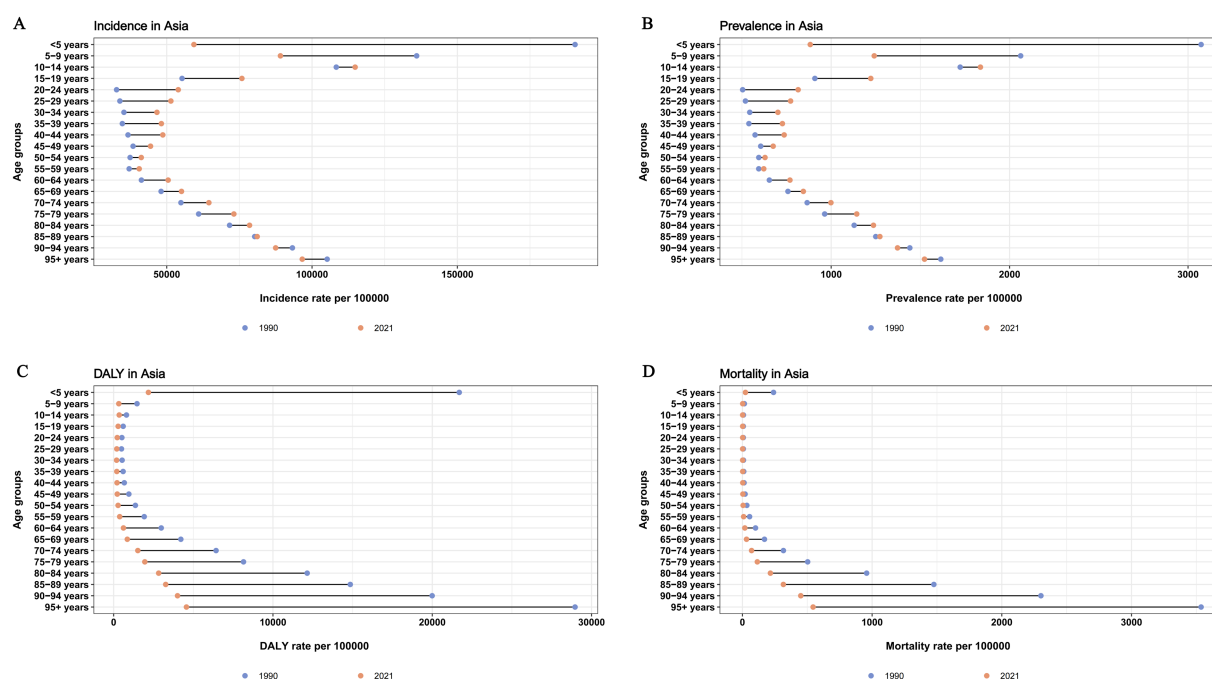 A
Incidence in Asia
Age groups
<5 years
5−9 years
10−14 years
15−19 years
20−24 years
25−29 years
30−34 years
35−39 years
40−44 years
45−49 years
50−54 years
55−59 years
60−64 years
65−69 years
70−74 years
75−79 years
80−84 years
85−89 years
90−94 years
95+ years
50000 100000 150000
Incidence rate per 100000
1990 2021
B
Prevalence in Asia
Age groups
<5 years
5−9 years
10−14 years
15−19 years
20−24 years
25−29 years
30−34 years
35−39 years
40−44 years
45−49 years
50−54 years
55−59 years
60−64 years
65−69 years
70−74 years
75−79 years
80−84 years
85−89 years
90−94 years
95+ years
1000 2000 3000
Prevalence rate per 100000
1990 2021
C
DALY in Asia
Age groups
<5 years
5−9 years
10−14 years
15−19 years
20−24 years
25−29 years
30−34 years
35−39 years
40−44 years
45−49 years
50−54 years
55−59 years
60−64 years
65−69 years
70−74 years
75−79 years
80−84 years
85−89 years
90−94 years
95+ years
0 10000 20000 30000
DALY rate per 100000
1990 2021
D
Mortality in Asia
Age groups
<5 years
5−9 years
10−14 years
15−19 years
20−24 years
25−29 years
30−34 years
35−39 years
40−44 years
45−49 years
50−54 years
55−59 years
60−64 years
65−69 years
70−74 years
75−79 years
80−84 years
85−89 years
90−94 years
95+ years
0 1000 2000 3000
Mortality rate per 100000
1990 2021